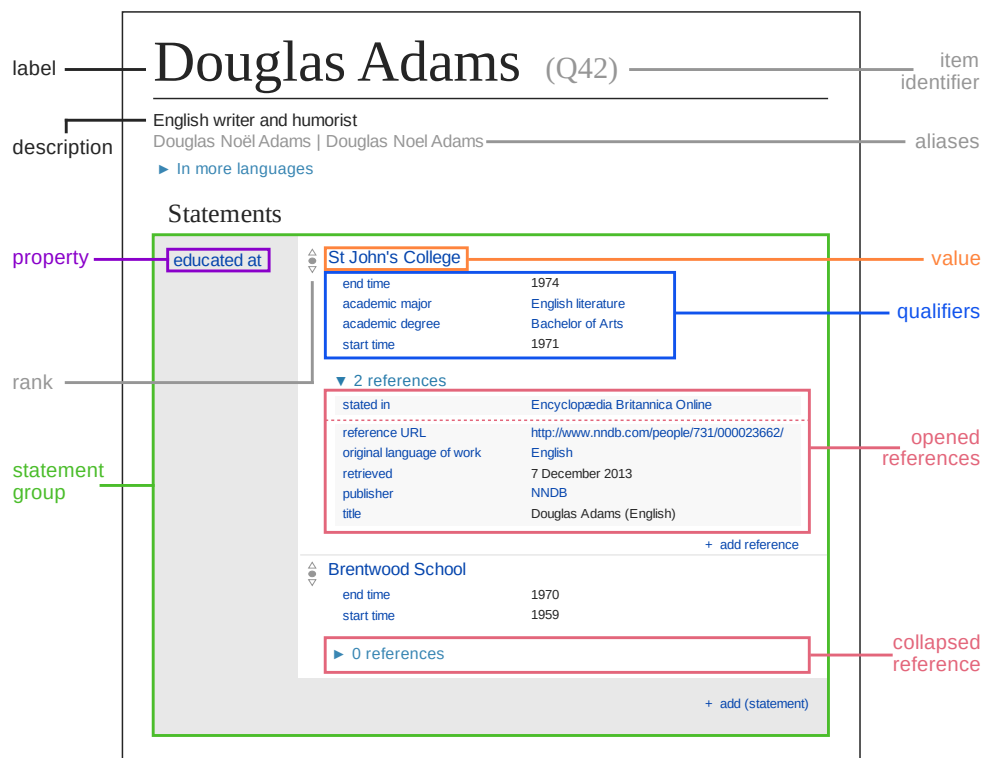 label
Douglas Adams (Q42)
item
identifier
description
English writer and humorist
Douglas Noël Adams | Douglas Noel Adams
aliases
► In more languages
Statements
property
educated at
St John's College
value
end time 1974
academic major English literature
academic degree Bachelor of Arts
start time 1971
qualifiers
rank
▼ 2 references
stated in Encyclopædia Britannica Online
reference URL http://www.nndb.com/people/731/000023662/
original language of work English
retrieved 7 December 2013
publisher NNDB
title Douglas Adams (English)
opened
references
statement
group
+ add reference
Brentwood School
end time 1970
start time 1959
► 0 references
collapsed
reference
+ add (statement)